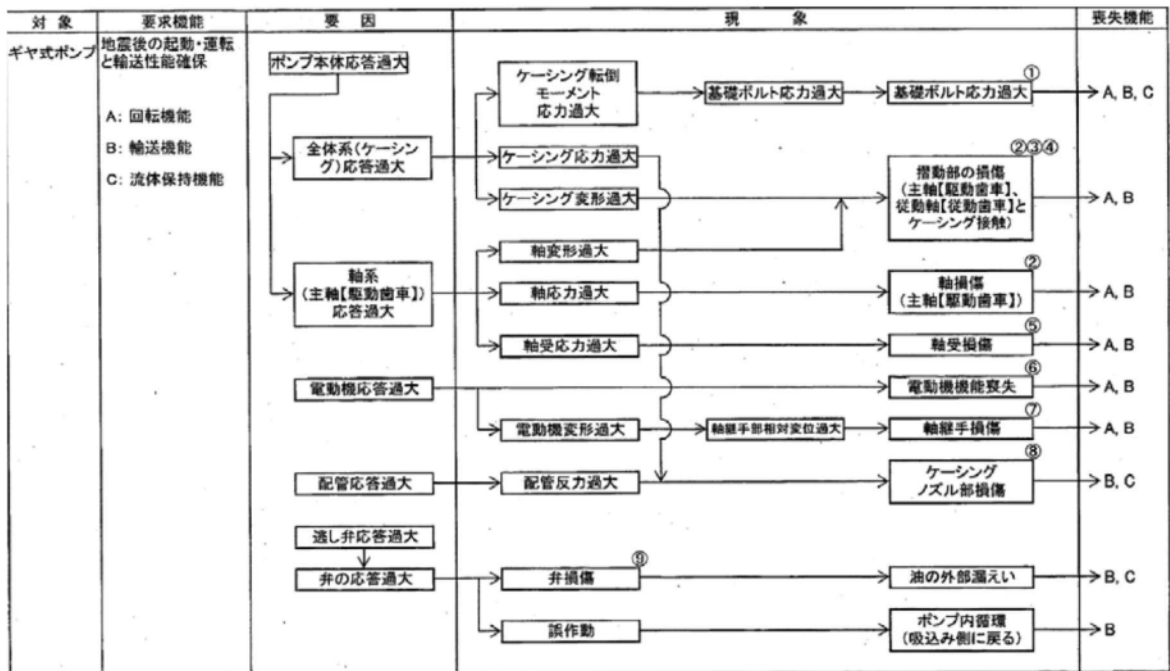 対 象
要求機能
要 因
現 象
喪失機能
ギヤ式ポンプ
地震後の起動・運転
と輸送性能確保
A: 回転機能
B: 輸送機能
C: 流体保持機能
ポンプ本体応答過大
全体系(ケーシン
グ)応答過大
ケーシング転倒
モーメント
応力過大
基礎ボルト応力過大
①
基礎ボルト応力過大
A, B, C
ケーシング応力過大
ケーシング変形過大
②③④
摺動部の損傷
(主軸【駆動歯車】、
従動軸【従動歯車】と
ケーシング接触)
A, B
軸系
(主軸【駆動歯車】)
応答過大
軸変形過大
軸応力過大
②
軸損傷
(主軸【駆動歯車】)
A, B
軸受応力過大
⑤
軸受損傷
A, B
電動機応答過大
⑥
電動機機能喪失
A, B
電動機変形過大
軸継手部相対変位過大
⑦
軸継手損傷
A, B
配管応答過大
配管反力過大
⑧
ケーシング
ノズル部損傷
B, C
逃し弁応答過大
弁の応答過大
⑨
弁損傷
油の外部漏えい
B, C
誤作動
ポンプ内循環
(吸込み側に戻る)
B